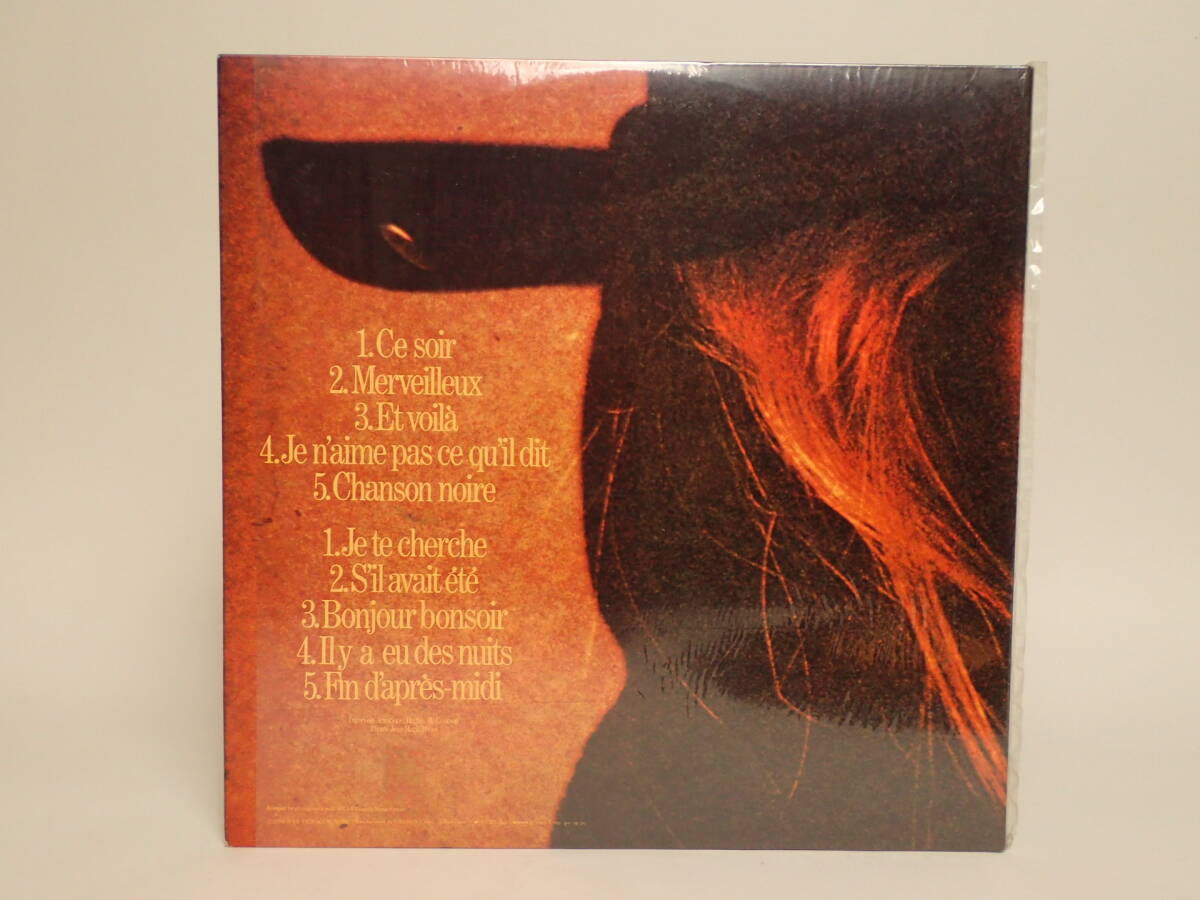 1. Ce soir
2. Merveilleux
3. Et voilà
4. Je n'aime pas ce qu'il dit
5. Chanson noire
1. Je te cherche
2. S'il avait été
3. Bonjour bonsoir
4. Il y a eu des nuits
5. Fin d'après-midi